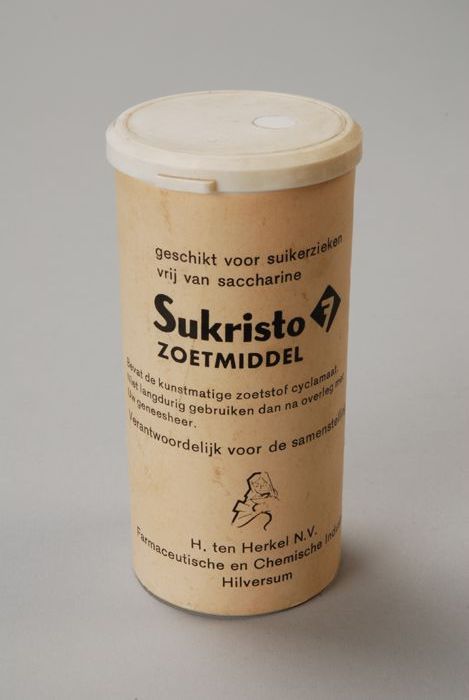 geschikt voor suikerzieken
vrij van saccharine
Sukristo F
ZOETMIDDEL
Bevat de kunstmatige zoetstof cyclamaat.
Niet langdurig gebruiken dan na overleg met
Uw geneesheer.
Verantwoordelijk voor de samenstelling
H. ten Herkel N.V.
Farmaceutische en Chemische
Hilversum